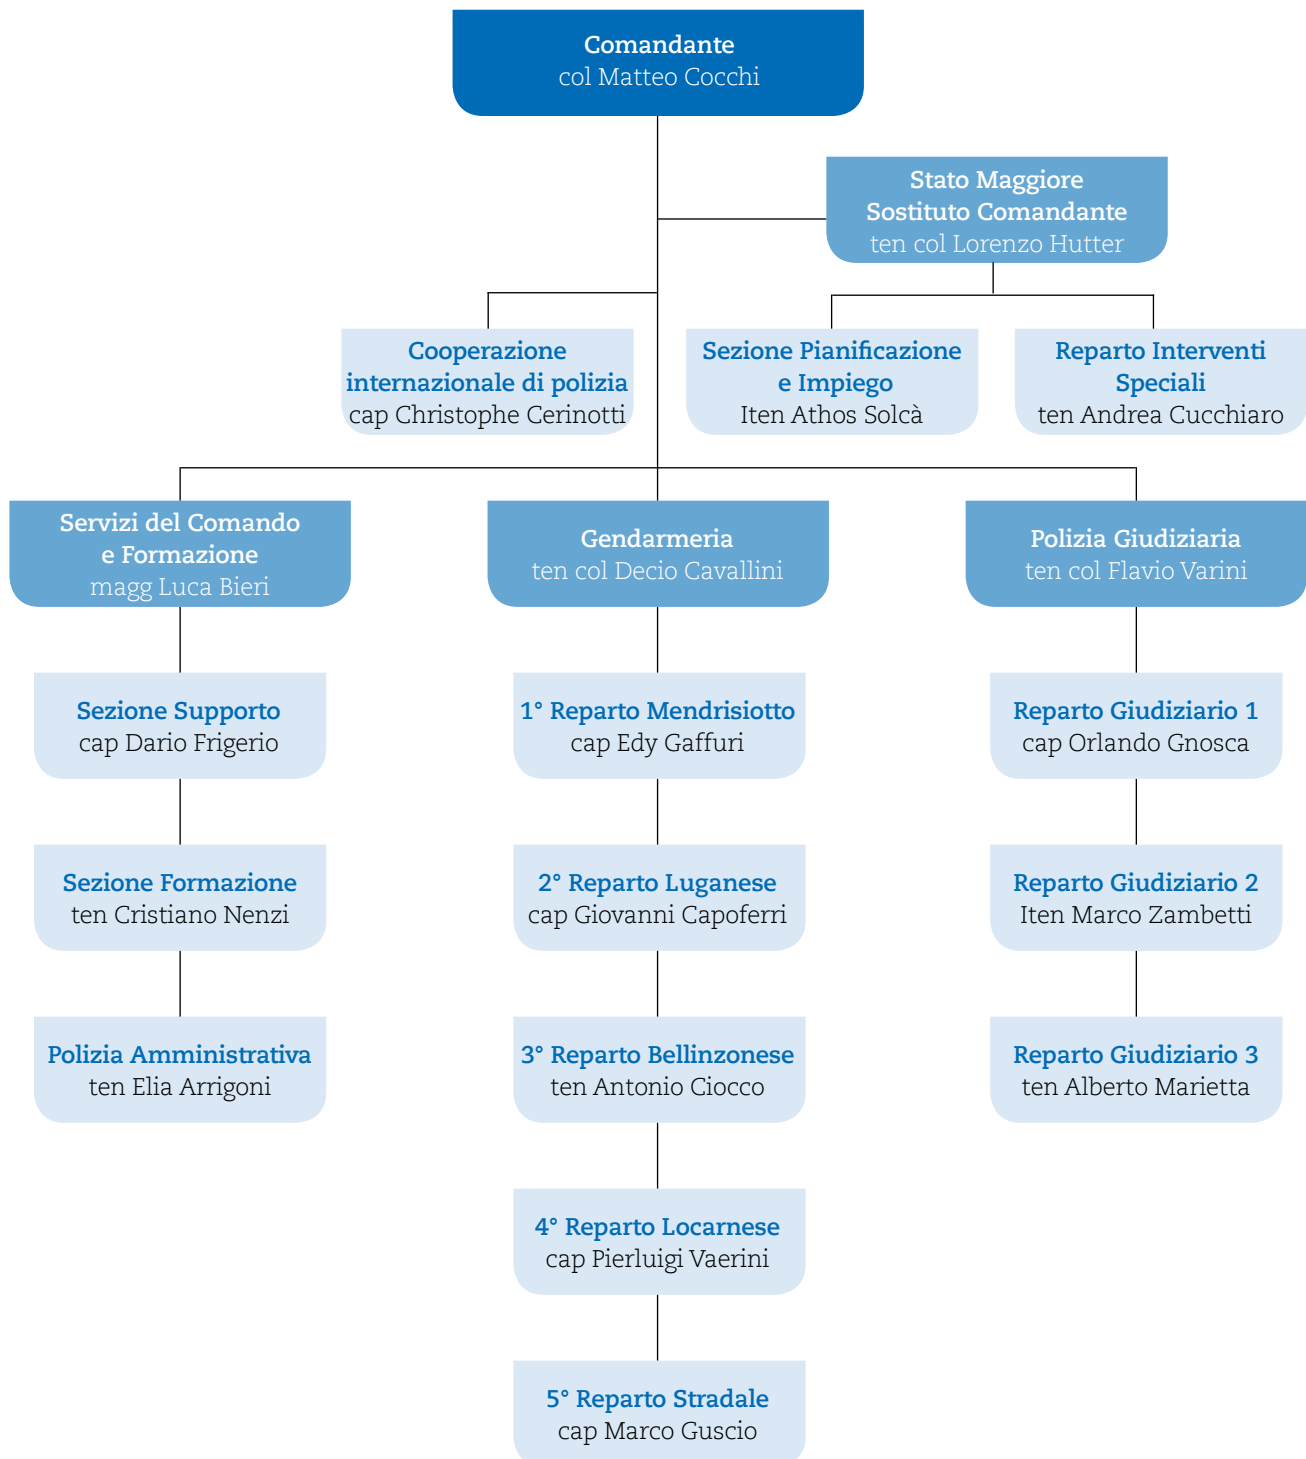 Comandante
col Matteo Cocchi
Stato Maggiore
Sostituto Comandante
ten col Lorenzo Hutter
Cooperazione
internazionale di polizia
cap Christophe Cerinotti
Sezione Pianificazione
e Impiego
Iten Athos Solcà
Reparto Interventi
Speciali
ten Andrea Cucchiaro
Servizi del Comando
e Formazione
magg Luca Bieri
Gendarmeria
ten col Decio Cavallini
Polizia Giudiziaria
ten col Flavio Varini
Sezione Supporto
cap Dario Frigerio
1° Reparto Mendrisiotto
cap Edy Gaffuri
Reparto Giudiziario 1
cap Orlando Gnosca
Sezione Formazione
ten Cristiano Nenzi
2° Reparto Luganese
cap Giovanni Capoferri
Reparto Giudiziario 2
Iten Marco Zambetti
Polizia Amministrativa
ten Elia Arrigoni
3° Reparto Bellinzonese
ten Antonio Ciocco
Reparto Giudiziario 3
ten Alberto Marietta
4° Reparto Locarnese
cap Pierluigi Vaerini
5° Reparto Stradale
cap Marco Guscio